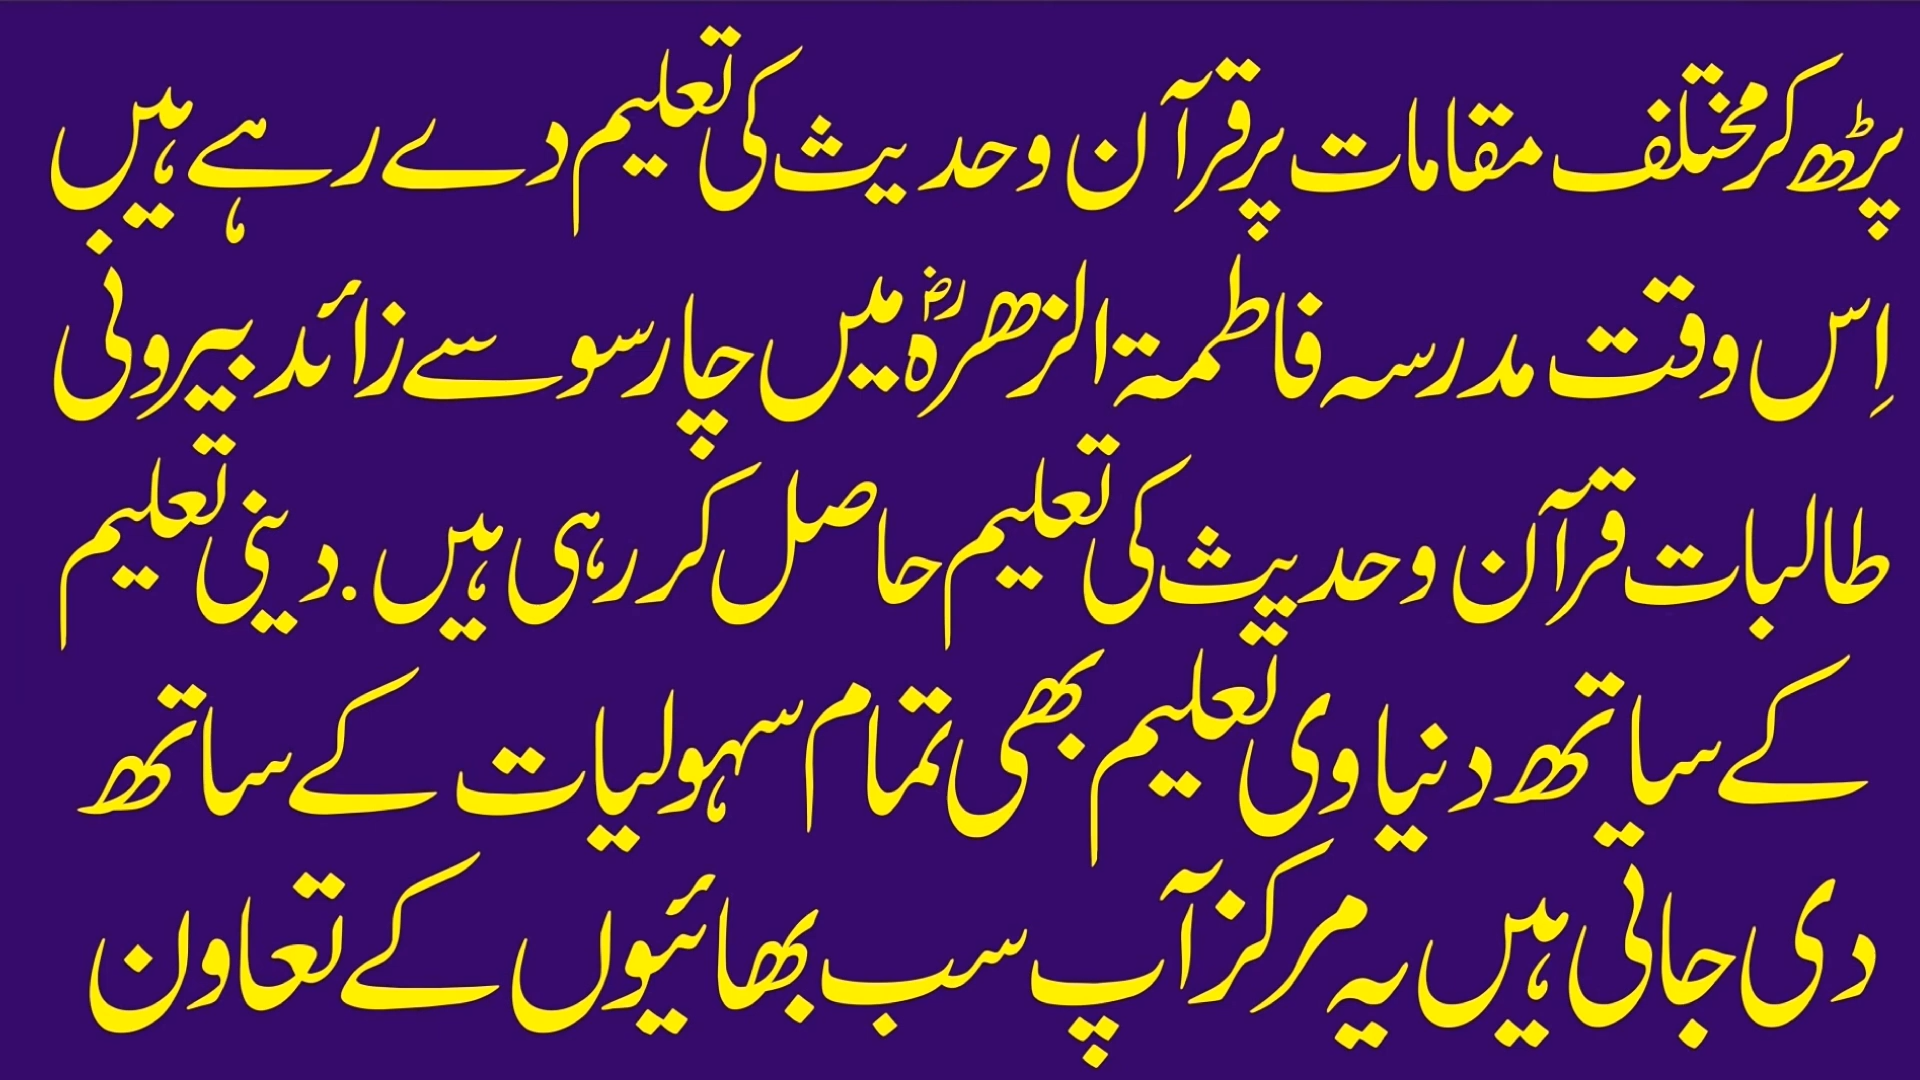 پڑھ کر مختلف مقامات پر قرآن و حدیث کی تعلیم دے رہے ہیں
اِس وقت مدرسہ فاطمۃ الزھرہؓ میں چار سو سے زائد بیرونی
طالبات قرآن و حدیث کی تعلیم حاصل کر رہی ہیں . دینی تعلیم
کے ساتھ دنیاوی تعلیم بھی تمام سہولیات کے ساتھ
دی جاتی ہیں یہ مرکز آپ سب بھائیوں کے تعاون